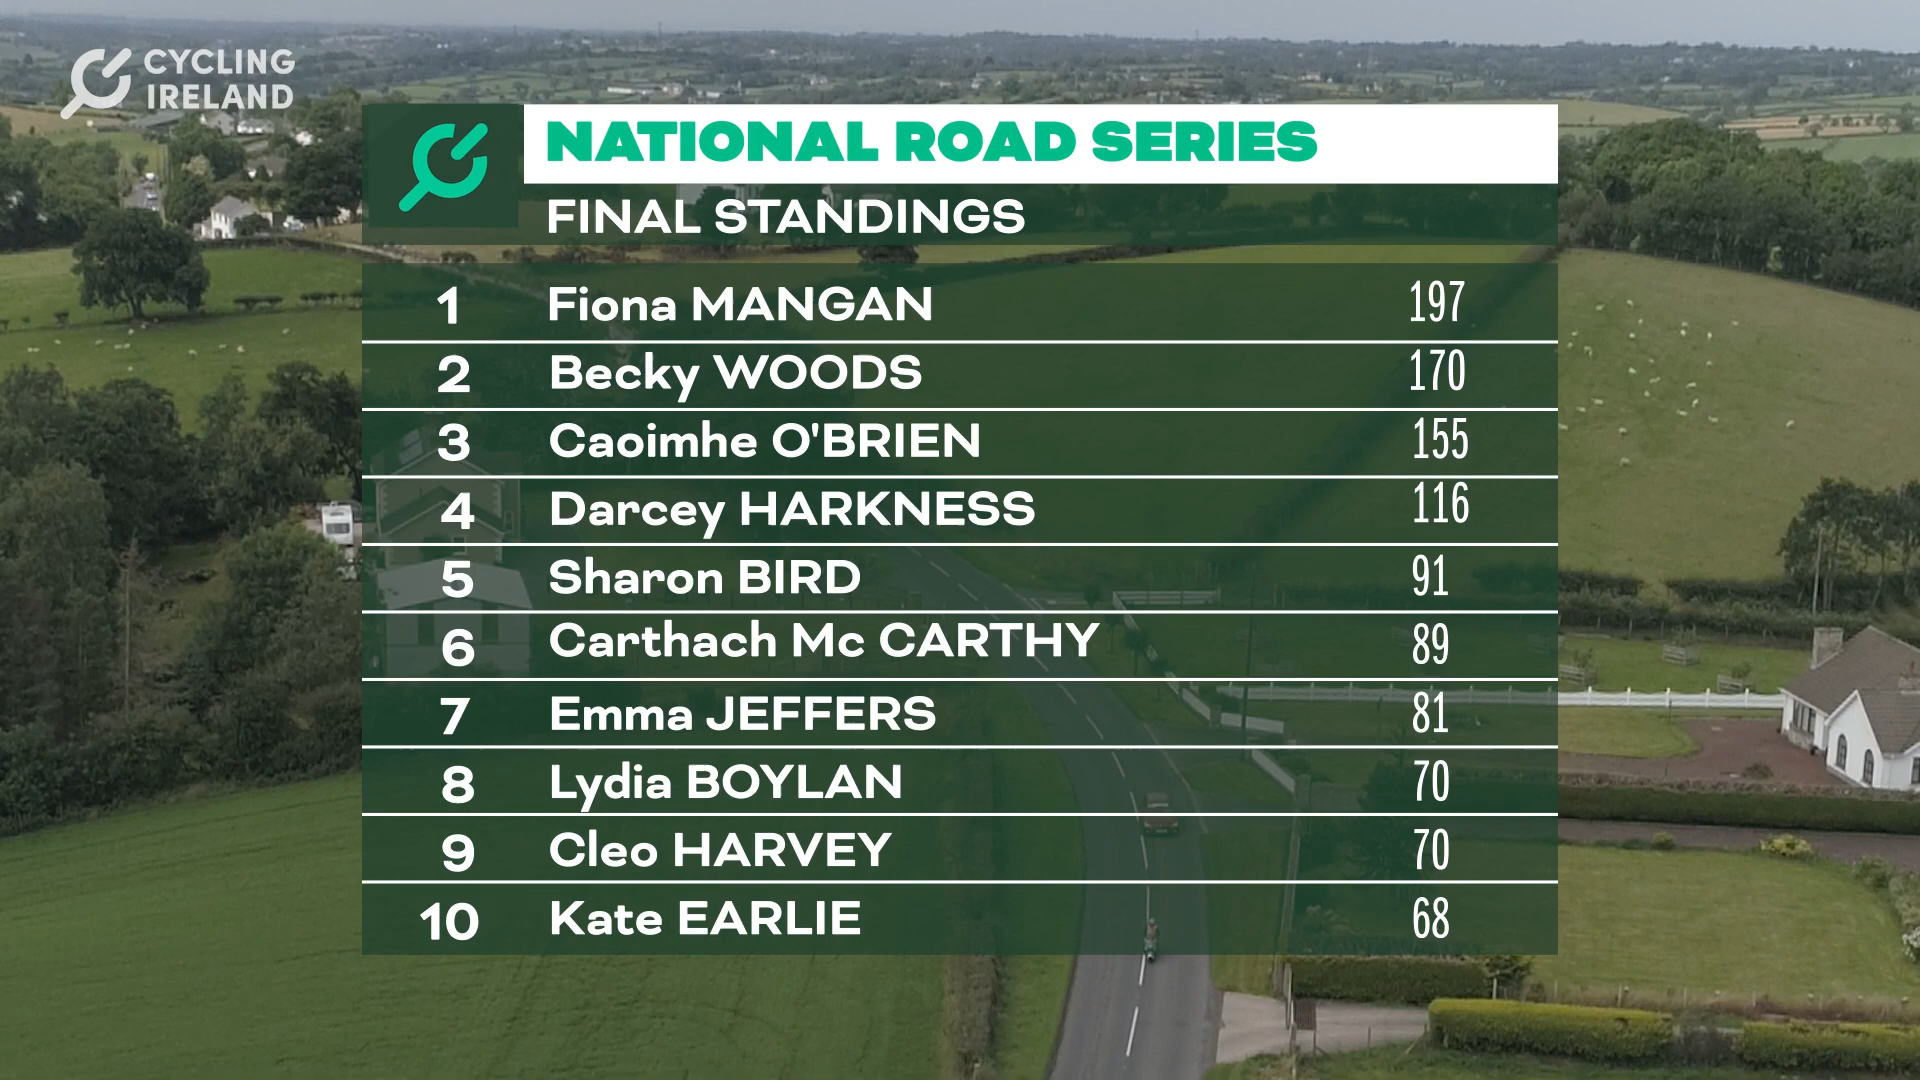 CYCLING
IRELAND
NATIONAL ROAD SERIES
FINAL STANDINGS
1 Fiona MANGAN 197
2 Becky WOODS 170
3 Caoimhe O'BRIEN 155
4 Darcey HARKNESS 116
5 Sharon BIRD 91
6 Carthach Mc CARTHY 89
7 Emma JEFFERS 81
8 Lydia BOYLAN 70
9 Cleo HARVEY 70
10 Kate EARLIE 68